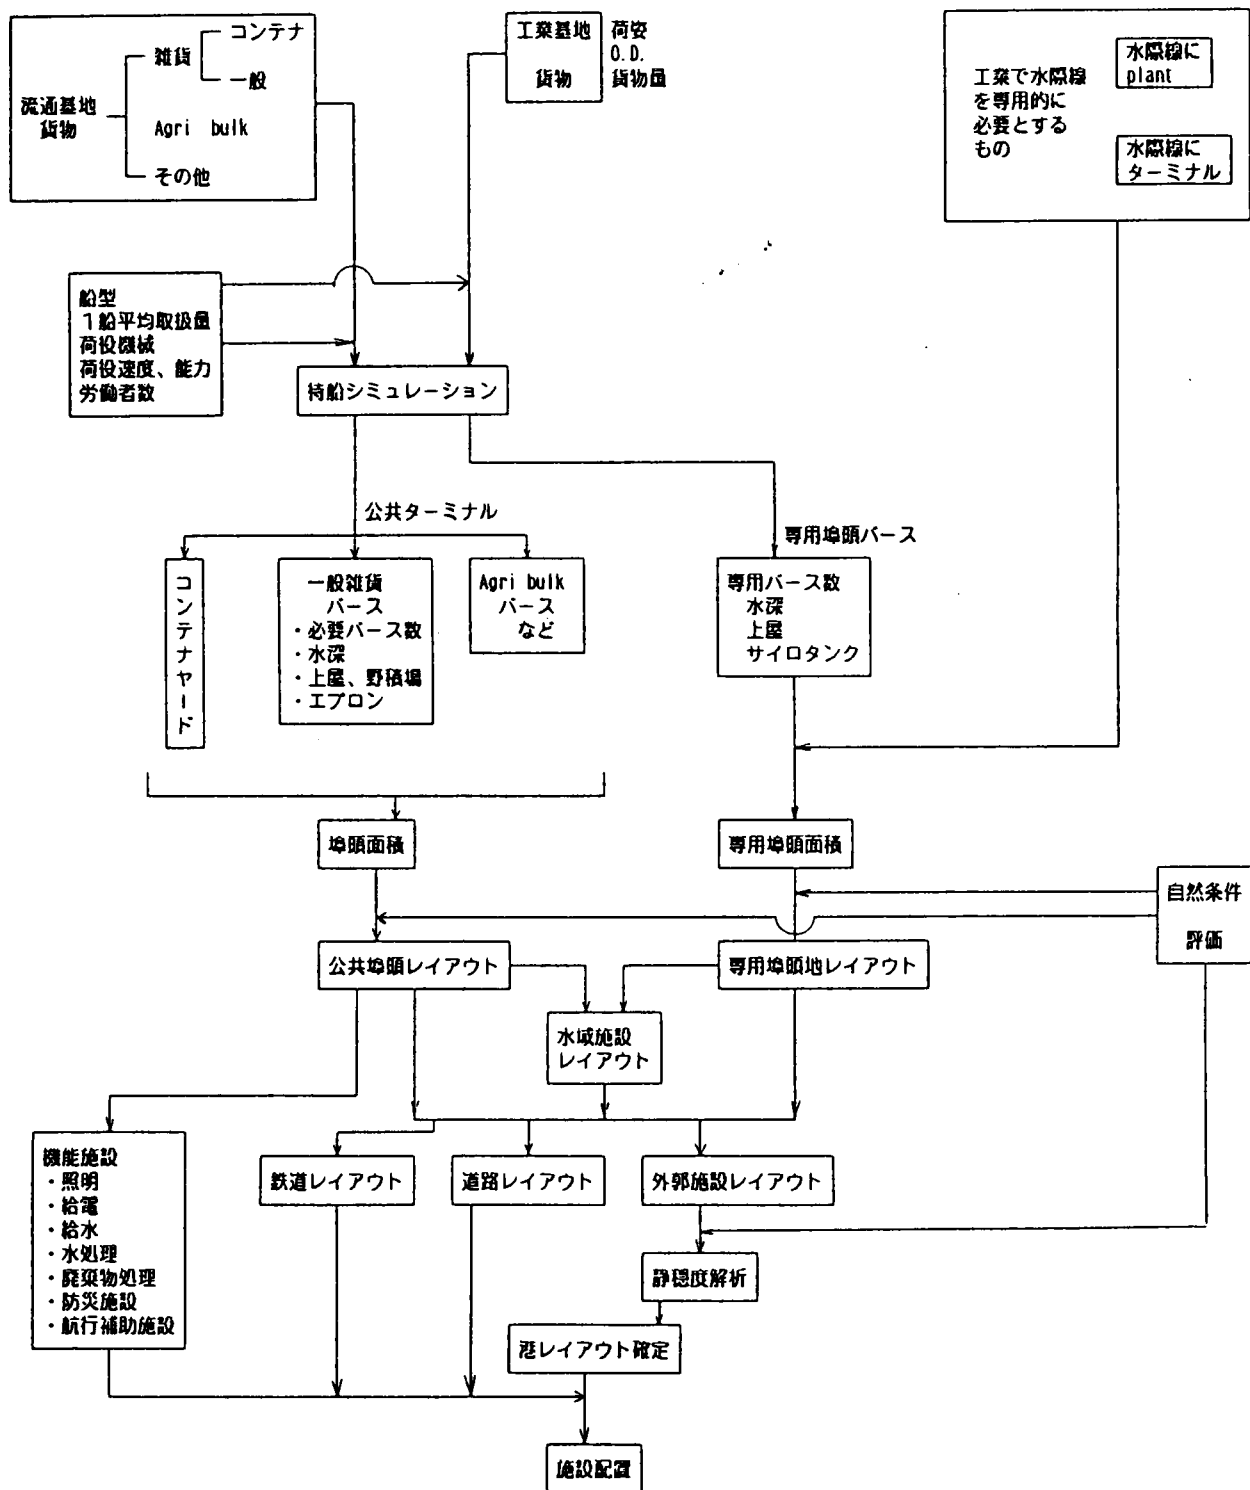 コンテナ
雑貨
一般
流通基地
貨物
Agri bulk
その他
工業基地
貨物
荷姿
O.D.
貨物量
工業で水際線
を専用的に
必要とする
もの
水際線に
plant
水際線に
ターミナル
船型
1船平均取扱量
荷役機械
荷役速度、能力
労働者数
待船シミュレーション
公共ターミナル
専用埠頭バース
コンテナヤード
一般雑貨
バース
・必要バース数
・水深
・上屋、野積場
・エプロン
Agri bulk
バース
など
専用バース数
水深
上屋
サイロタンク
埠頭面積
専用埠頭面積
自然条件
評価
公共埠頭レイアウト
専用埠頭地レイアウト
水域施設
レイアウト
機能施設
・照明
・給電
・給水
・水処理
・廃棄物処理
・防災施設
・航行補助施設
鉄道レイアウト
道路レイアウト
外郭施設レイアウト
静穏度解析
港レイアウト確定
施設配置